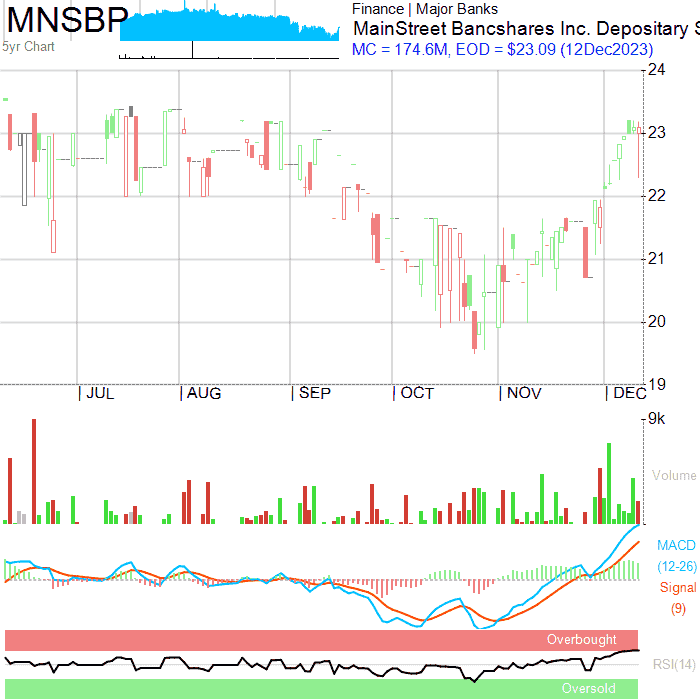 MNSBP
5yr Chart
Finance | Major Banks
MainStreet Bancshares Inc. Depositary S
MC = 174.6M, EOD = $23.09 (12Dec2023)
24
23
22
21
20
19
| JUL | AUG | SEP | OCT | NOV | DEC
9k
Volume
MACD
(12-26)
Signal
(9)
Overbought
RSI(14)
Oversold